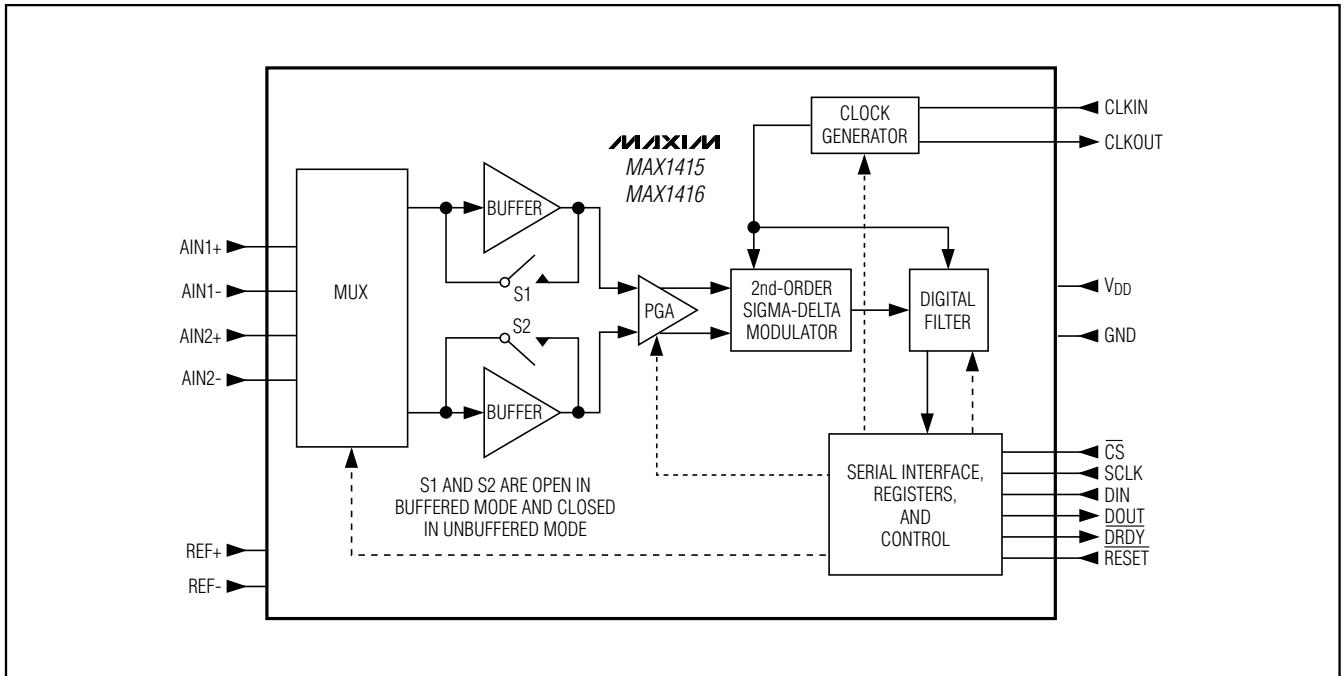 CLOCK
GENERATOR
CLKIN
CLKOUT
MAXIM
MAX1415
MAX1416
MUX
BUFFER
S1
S2
BUFFER
PGA
2nd-ORDER
SIGMA-DELTA
MODULATOR
DIGITAL
FILTER
AIN1+
AIN1-
AIN2+
AIN2-
VDD
GND
S1 AND S2 ARE OPEN IN
BUFFERED MODE AND CLOSED
IN UNBUFFERED MODE
SERIAL INTERFACE,
REGISTERS,
AND
CONTROL
CS
SCLK
DIN
DOUT
DRDY
RESET
REF+
REF-